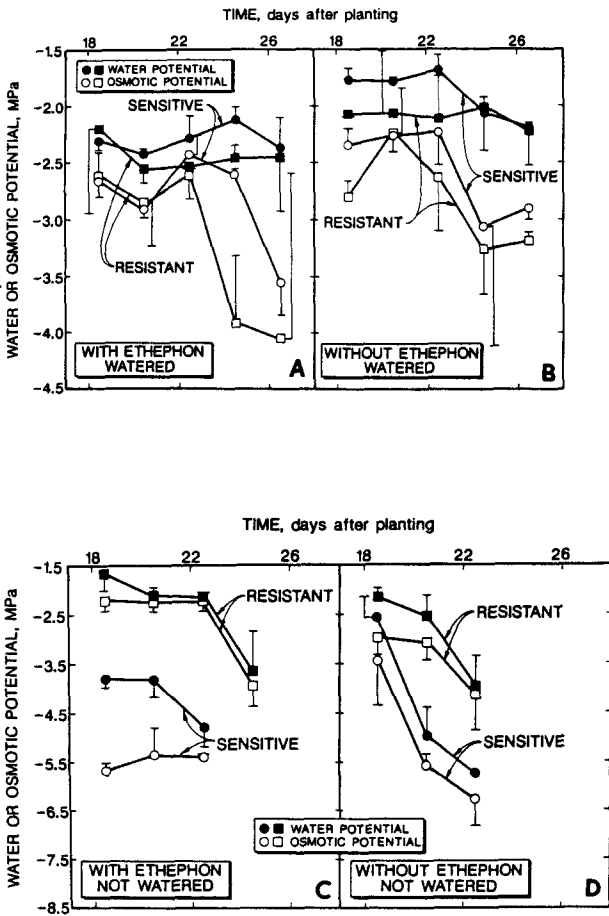 TIME, days after planting
18 22 26 18 22 26
WATER OR OSMOTIC POTENTIAL, MPa
-1.5
-2.0
-2.5
-3.0
-3.5
-4.0
-4.5
WATER POTENTIAL
OSMOTIC POTENTIAL
SENSITIVE
RESISTANT
WITH ETHEPHON
WATERED
A
SENSITIVE
RESISTANT
WITHOUT ETHEPHON
WATERED
B
TIME, days after planting
18 22 26 18 22 26
WATER OR OSMOTIC POTENTIAL, MPa
-1.5
-2.5
-3.5
-4.5
-5.5
-6.5
-7.5
-8.5
RESISTANT
SENSITIVE
WITH ETHEPHON
NOT WATERED
C
RESISTANT
SENSITIVE
WATER POTENTIAL
OSMOTIC POTENTIAL
WITHOUT ETHEPHON
NOT WATERED
D